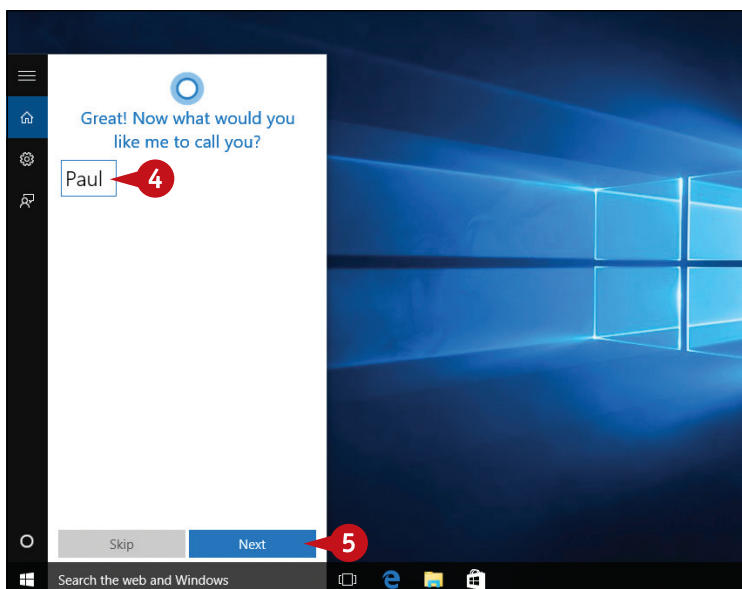 Great! Now what would you
like me to call you?
Paul
4
Skip
Next
5
Search the web and Windows